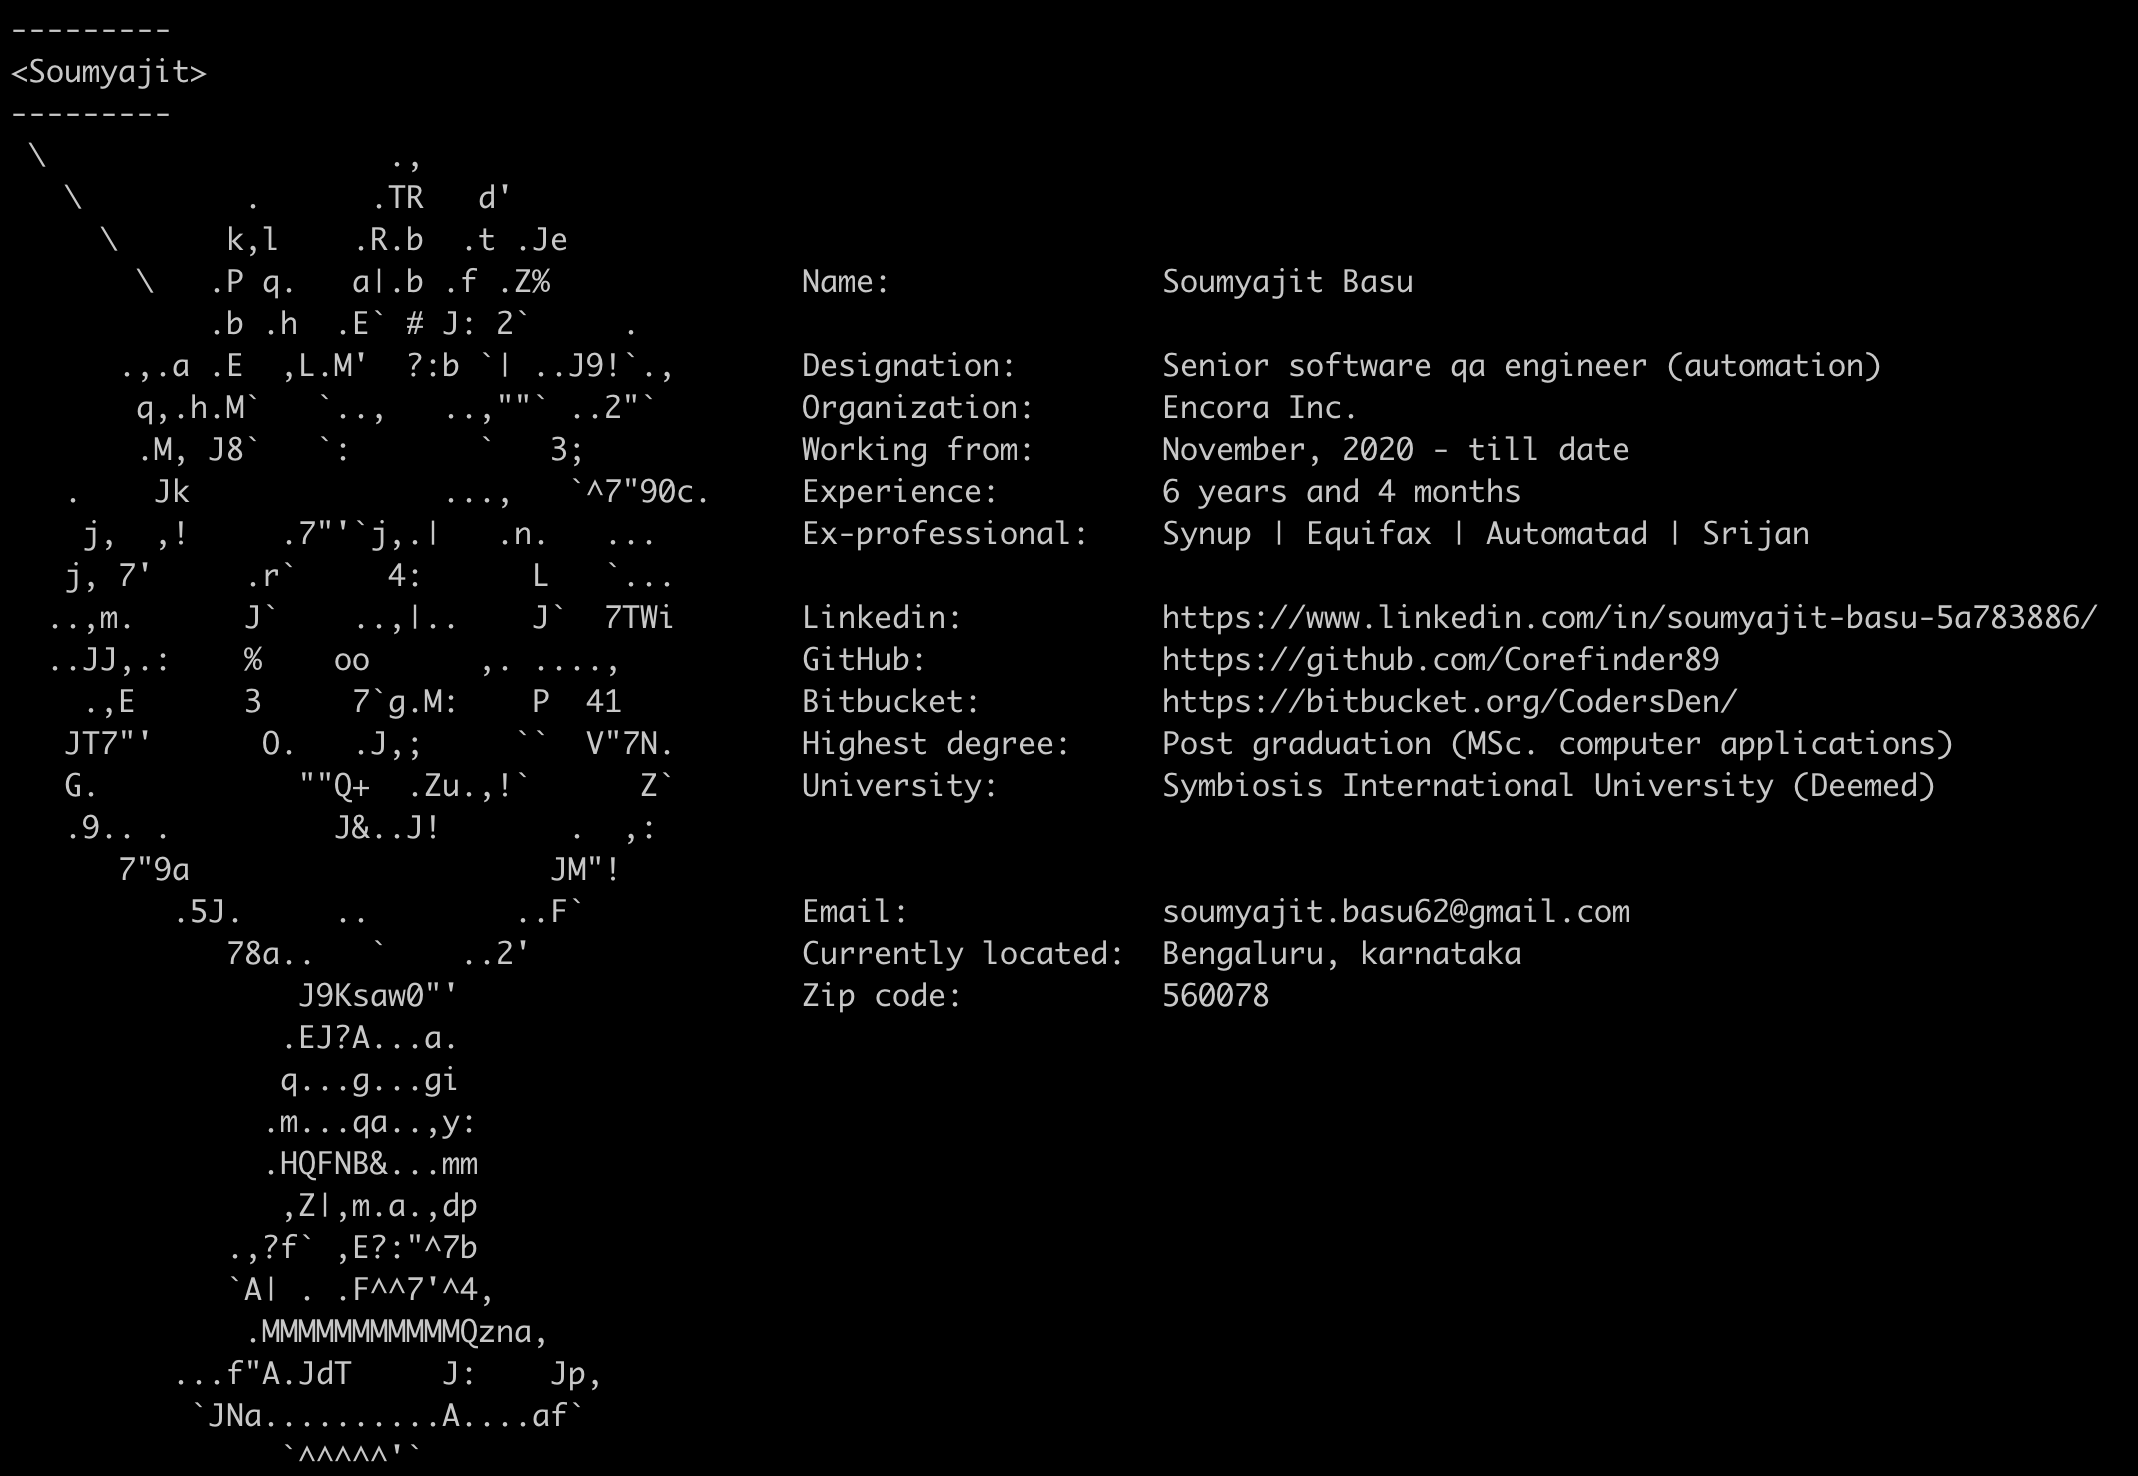 ---------
<Soumyajit>
---------
 \                   .,
   \         .      .TR   d'
     \      k,l    .R.b  .t .Je
       \   .P q.   a|.b .f .Z%              Name:               Soumyajit Basu
           .b .h  .E` # J: 2`     .
      .,.a .E  ,L.M'  ?:b `| ..J9!`.,       Designation:        Senior software qa engineer (automation)
       q,.h.M`   `..,   ..,""` ..2"`        Organization:       Encora Inc.
       .M, J8`   `:       `   3;            Working from:       November, 2020 - till date
   .    Jk              ...,   `^7"90c.     Experience:         6 years and 4 months
    j,  ,!     .7"'`j,.|   .n.   ...        Ex-professional:    Synup | Equifax | Automatad | Srijan
   j, 7'     .r`     4:      L   `...
  ..,m.      J`    ..,|..    J`  7TWi       Linkedin:           https://www.linkedin.com/in/soumyajit-basu-5a783886/
  ..JJ,.:    %    oo      ,. ....,          GitHub:             https://github.com/Corefinder89
    .,E      3     7`g.M:    P  41          Bitbucket:          https://bitbucket.org/CodersDen/
   JT7"'      O.   .J,;     ``  V"7N.       Highest degree:     Post graduation (MSc. computer applications)
   G.           ""Q+  .Zu.,!`      Z`       University:         Symbiosis International University (Deemed)
   .9.. .         J&..J!       .  ,:
      7"9a                    JM"!
         .5J.     ..        ..F`            Email:              soumyajit.basu62@gmail.com
            78a..   `    ..2'               Currently located:  Bengaluru, karnataka
                J9Ksaw0"'                   Zip code:           560078
               .EJ?A...a.
               q...g...gi
              .m...qa..,y:
              .HQFNB&...mm
               ,Z|,m.a.,dp
            .,?f` ,E?:"^7b
            `A| . .F^^7'^4,
             .MMMMMMMMMMMQzna,
         ...f"A.JdT     J:    Jp,
          `JNa..........A....af`
               `^^^^^'`